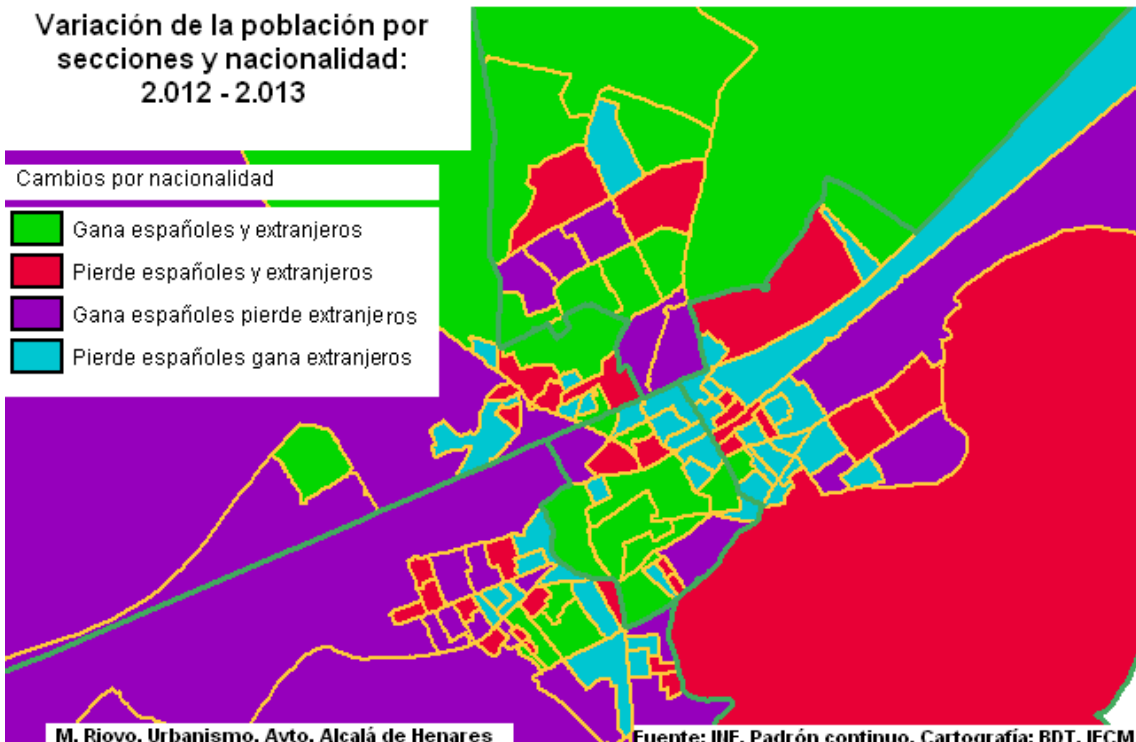 Variación de la población por
secciones y nacionalidad:
2.012 - 2.013
Cambios por nacionalidad
Gana españoles y extranjeros
Pierde españoles y extranjeros
Gana españoles pierde extranjeros
Pierde españoles gana extranjeros
M. Rioyo. Urbanismo. Ayto. Alcalá de Henares
Fuente: INE. Padrón continuo. Cartografía: BDT. IECM